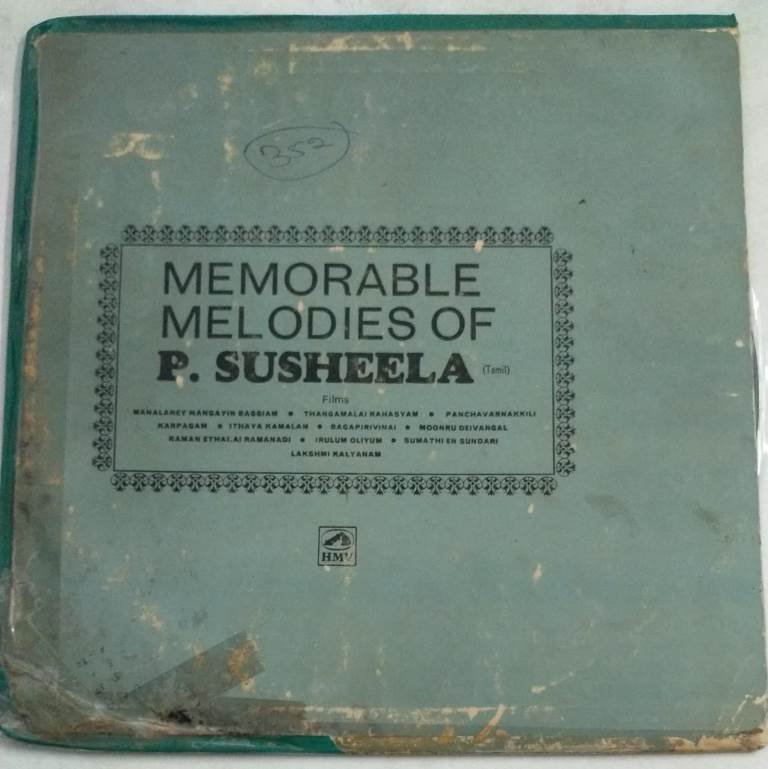 352
MEMORABLE
MELODIES OF
P. SUSHEELA (Tamil)
Films
MANALANEY MANGAYIN BAGGIAM • THANGAMALAI RAHASYAM • PANCHAVARNAKKILI
KARPAGAM • ITHAYA KAMALAM • BAGAPIRIVINAI • MOONRU DEIVANGAL
RAMAN ETHALAI RAMANADI • IRULUM OLIYUM • SUMATHI EN SUNDARI
LAKSHMI KALYANAM
HMV